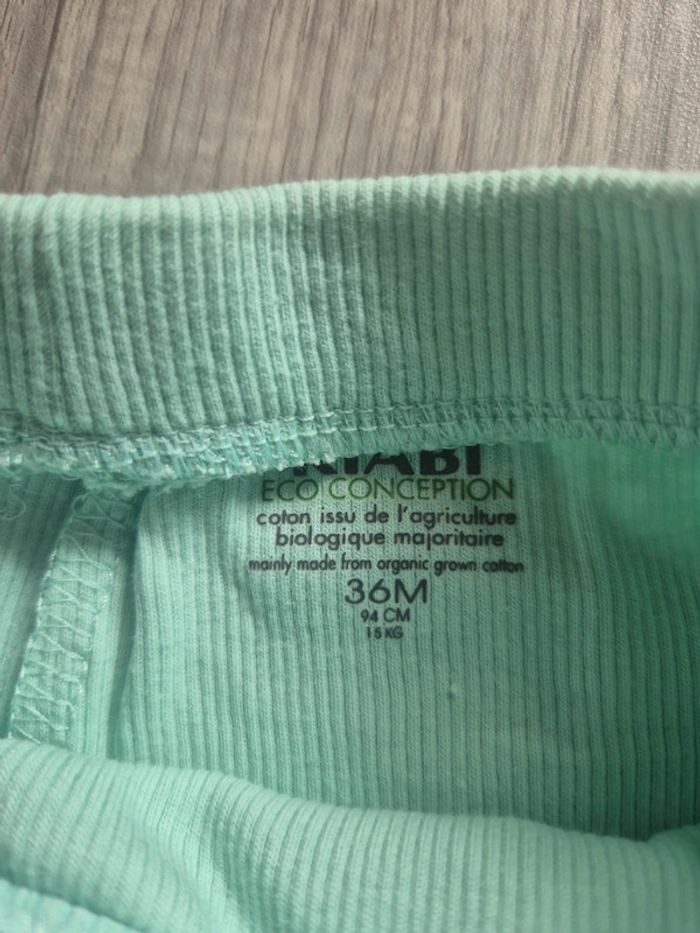 KIABI
ECO CONCEPTION
coton issu de l'agriculture
biologique majoritaire
mainly made from organic grown cotton
36M
94 CM
15 KG